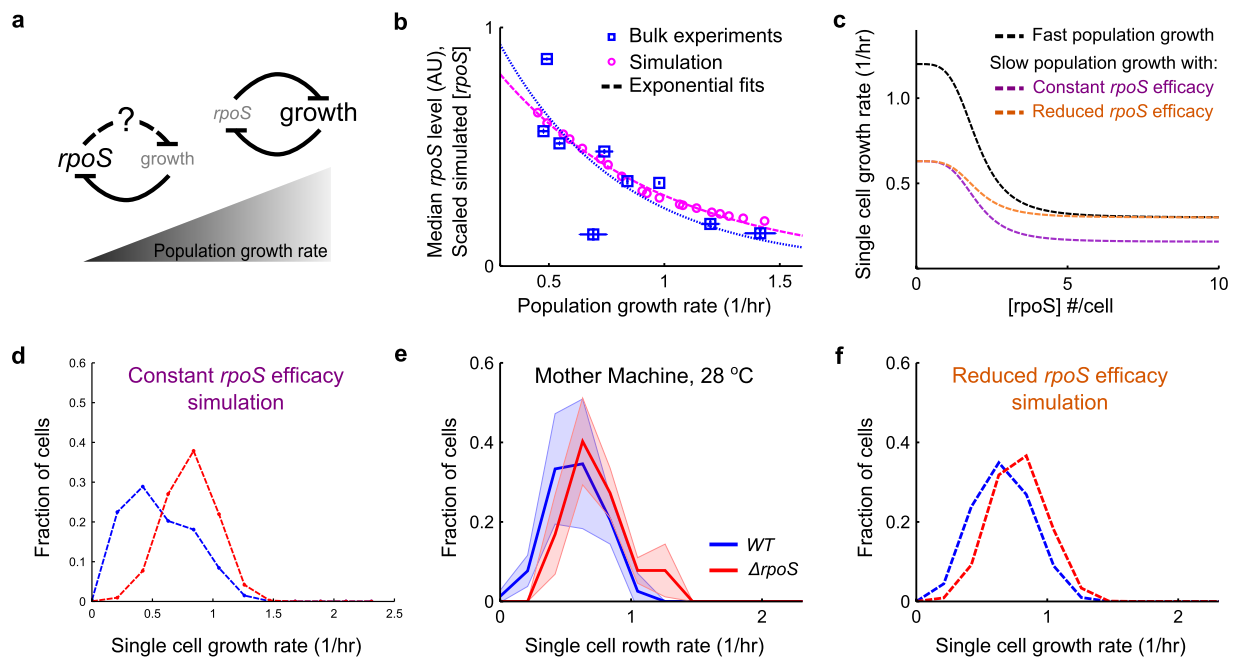 a
?
rpoS
growth
rpoS
growth
Population growth rate
b
Median rpoS level (AU),
Scaled simulated [rpoS]
1
0
0.5
1
1.5
Population growth rate (1/hr)
Bulk experiments
Simulation
Exponential fits
c
Single cell growth rate (1/hr)
1.0
0.5
0
5
10
[rpoS] #/cell
Fast population growth
Slow population growth with:
Constant rpoS efficacy
Reduced rpoS efficacy
d
Constant rpoS efficacy
simulation
Fraction of cells
0.6
0.5
0.4
0.3
0.2
0.1
0
0
0.5
1
1.5
2
2.5
Single cell growth rate (1/hr)
e
Mother Machine, 28 °C
Fraction of cells
0.6
0.4
0.2
0
0
1
2
WT
ΔrpoS
Single cell rowth rate (1/hr)
f
Reduced rpoS efficacy
simulation
Fraction of cells
0.6
0.4
0.2
0
0
1
2
Single cell growth rate (1/hr)